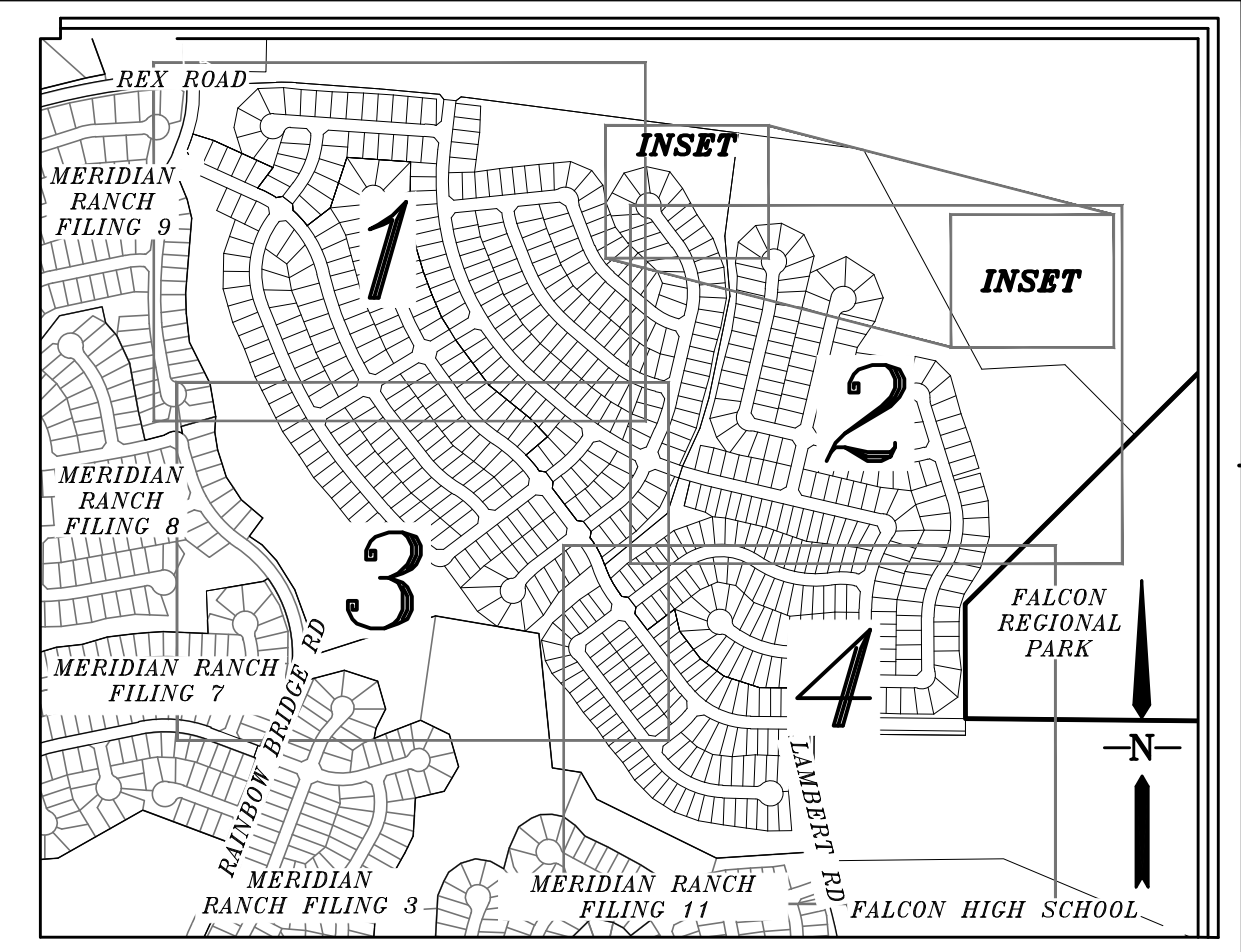 REX ROAD
INSET
MERIDIAN
RANCH
FILING 9
1
INSET
2
MERIDIAN
RANCH
FILING 8
3
FALCON
REGIONAL
PARK
MERIDIAN RANCH
FILING 7
4
RAINBOW BRIDGE RD
-N-
LAMBERT RD
MERIDIAN
RANCH FILING 3
MERIDIAN RANCH
FILING 11
FALCON HIGH SCHOOL